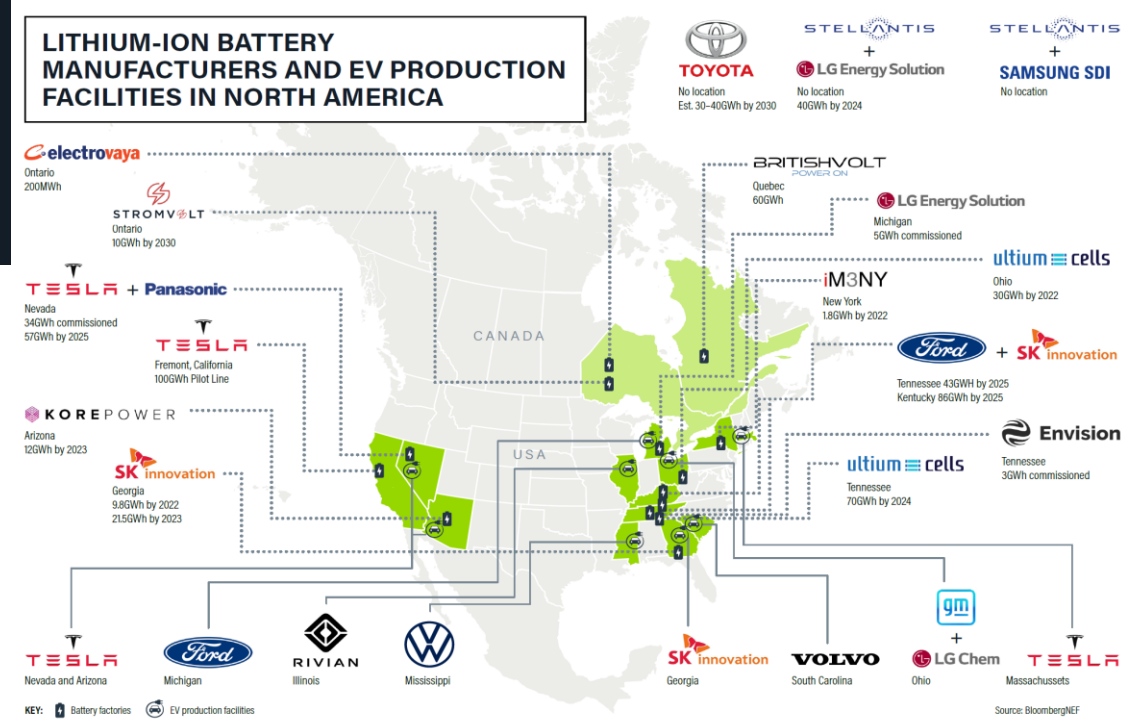 LITHIUM-ION BATTERY
MANUFACTURERS AND EV PRODUCTION
FACILITIES IN NORTH AMERICA
TOYOTA
No location
Est. 30–40GWh by 2030
STELLANTIS
+
LG Energy Solution
No location
40GWh by 2024
STELLANTIS
+
SAMSUNG SDI
No location
electrovaya
Ontario
200MWh
STROMVOLT
Ontario
10GWh by 2030
BRITISHVOLT
POWER ON
Quebec
60GWh
LG Energy Solution
Michigan
5GWh commissioned
ultium cells
Ohio
30GWh by 2022
TESLA + Panasonic
Nevada
34GWh commissioned
57GWh by 2025
iM3NY
New York
1.8GWh by 2022
TESLA
Fremont, California
100GWh Pilot Line
Ford + SK innovation
Tennessee 43GWH by 2025
Kentucky 86GWh by 2025
KOREPOWER
Arizona
12GWh by 2023
Envision
Tennessee
3GWh commissioned
SK innovation
Georgia
9.8GWh by 2022
21.5GWh by 2023
ultium cells
Tennessee
70GWh by 2024
CANADA
USA
TESLA
Nevada and Arizona
Ford
Michigan
RIVIAN
Illinois
Mississippi
SK innovation
Georgia
VOLVO
South Carolina
gm
+
LG Chem
Ohio
TESLA
Massachussets
KEY: Battery factories EV production facilities
Source: BloombergNEF